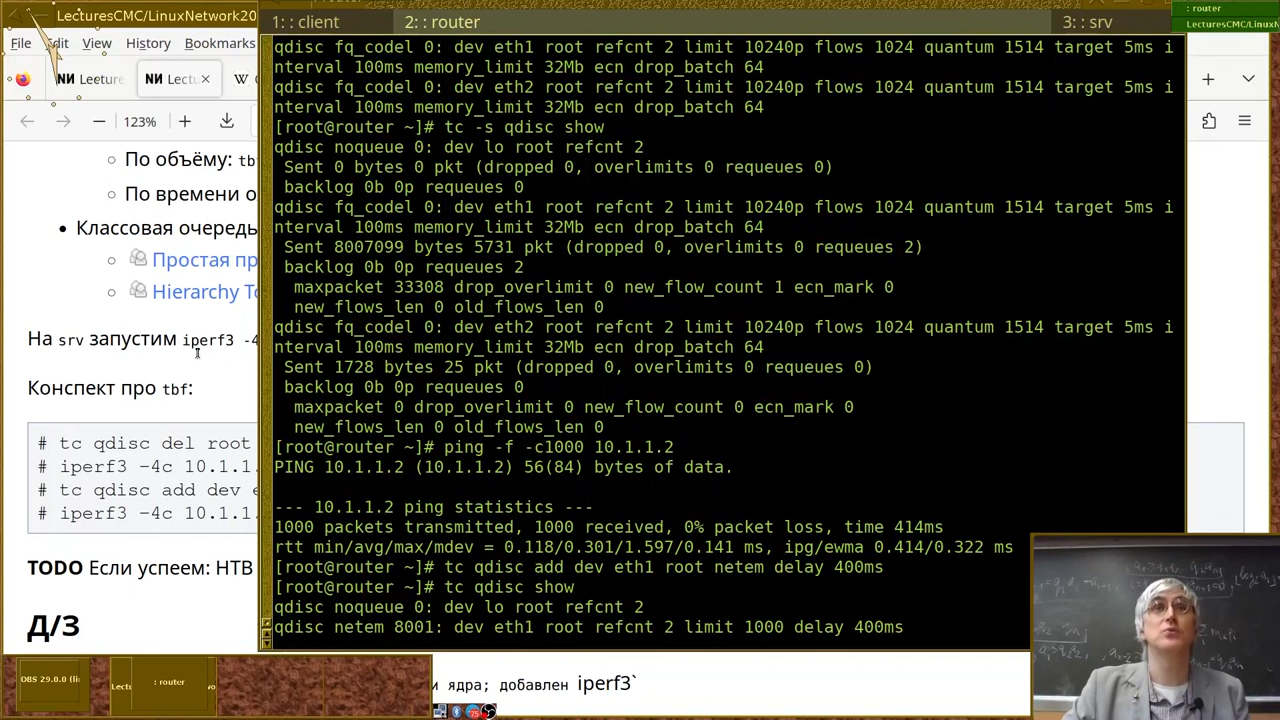 LecturesCMC/LinuxNetwork20
1: : client
2: : router
3: : srv
: router
LecturesCMC/LinuxN
File Edit View History Bookmarks
Lecture
Lectu
W
123%
По объёму: tb
По времени о
Классовая очередь
Простая пр
Hierarchy T
На srv запустим iperf3 -4
Конспект про tbf:
# tc qdisc del root
# iperf3 -4c 10.1.1.
# tc qdisc add dev e
# iperf3 -4c 10.1.1.
TODO Если успеем: HTB
Д/З
qdisc fq_codel 0: dev eth1 root refcnt 2 limit 10240p flows 1024 quantum 1514 target 5ms i
nterval 100ms memory_limit 32Mb ecn drop_batch 64
qdisc fq_codel 0: dev eth2 root refcnt 2 limit 10240p flows 1024 quantum 1514 target 5ms i
nterval 100ms memory_limit 32Mb ecn drop_batch 64
[root@router ~]# tc -s qdisc show
qdisc noqueue 0: dev lo root refcnt 2
Sent 0 bytes 0 pkt (dropped 0, overlimits 0 requeues 0)
backlog 0b 0p requeues 0
qdisc fq_codel 0: dev eth1 root refcnt 2 limit 10240p flows 1024 quantum 1514 target 5ms i
nterval 100ms memory_limit 32Mb ecn drop_batch 64
Sent 8007099 bytes 5731 pkt (dropped 0, overlimits 0 requeues 2)
backlog 0b 0p requeues 2
maxpacket 33308 drop_overlimit 0 new_flow_count 1 ecn_mark 0
new_flows_len 0 old_flows_len 0
qdisc fq_codel 0: dev eth2 root refcnt 2 limit 10240p flows 1024 quantum 1514 target 5ms i
nterval 100ms memory_limit 32Mb ecn drop_batch 64
Sent 1728 bytes 25 pkt (dropped 0, overlimits 0 requeues 0)
backlog 0b 0p requeues 0
maxpacket 0 drop_overlimit 0 new_flow_count 0 ecn_mark 0
new_flows_len 0 old_flows_len 0
[root@router ~]# ping -f -c1000 10.1.1.2
PING 10.1.1.2 (10.1.1.2) 56(84) bytes of data.
--- 10.1.1.2 ping statistics ---
1000 packets transmitted, 1000 received, 0% packet loss, time 414ms
rtt min/avg/max/mdev = 0.118/0.301/1.597/0.141 ms, ipg/ewma 0.414/0.322 ms
[root@router ~]# tc qdisc add dev eth1 root netem delay 400ms
[root@router ~]# tc qdisc show
qdisc noqueue 0: dev lo root refcnt 2
qdisc netem 8001: dev eth1 root refcnt 2 limit 1000 delay 400ms
OBS 29.0.0 (li
Lectu
: router
и ядра; добавлен iperf3`